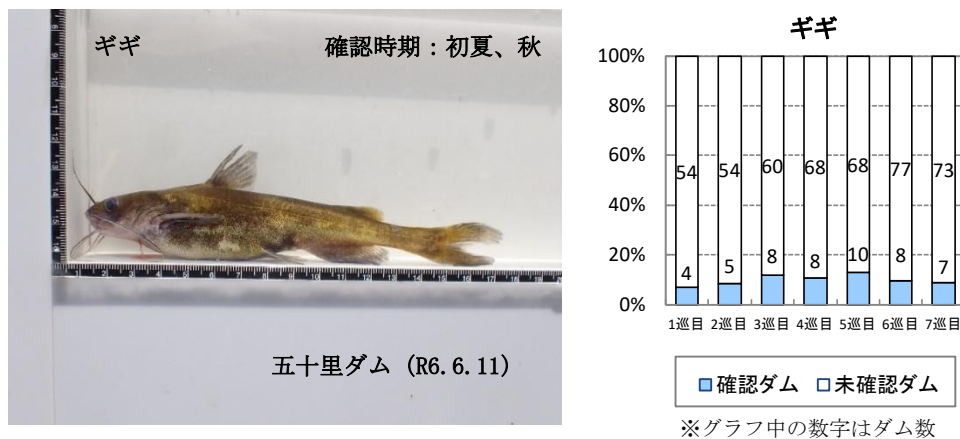 ギギ 確認時期：初夏、秋
五十里ダム (R6.6.11)
ギギ
100%
80%
60%
40%
20%
0%
54 54 60 68 68 77 73
4 5 8 8 10 8 7
1巡目 2巡目 3巡目 4巡目 5巡目 6巡目 7巡目
確認ダム 未確認ダム
※グラフ中の数字はダム数